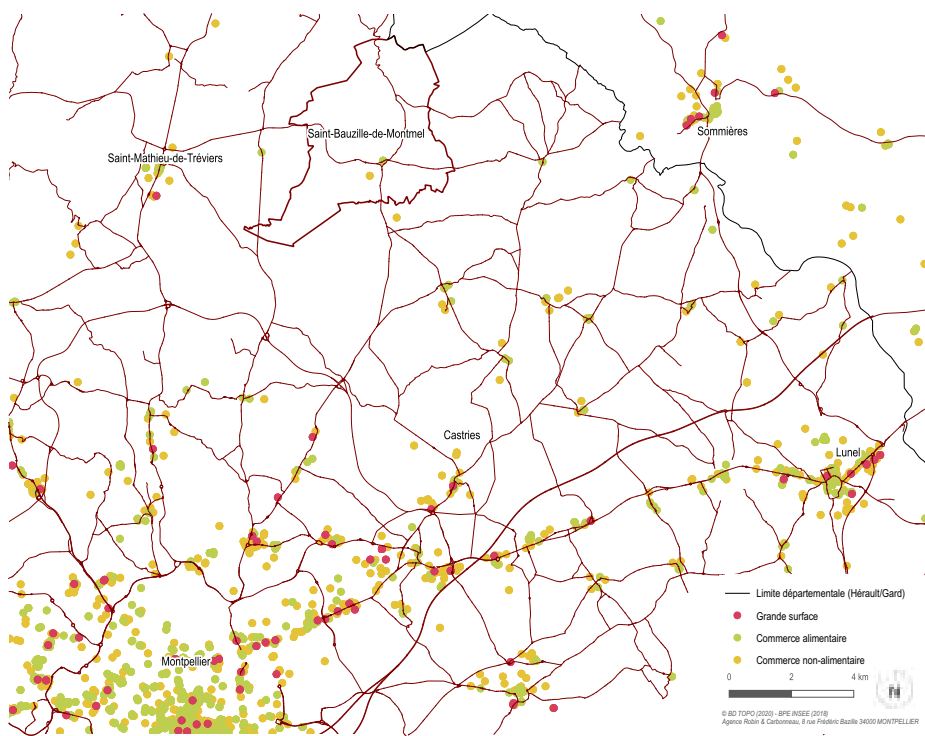 Sommières
Saint-Bauzille-de-Montmel
Saint-Mathieu-de-Tréviers
Castries
Lunel
Montpellier
Limite départementale (Hérault/Gard)
Grande surface
Commerce alimentaire
Commerce non-alimentaire
0 2 4 km
© BD TOPO (2020) - BPE INSEE (2018)
Agence Robin & Carbonneau, 8 rue Frédéric Bazille 34000 MONTPELLIER